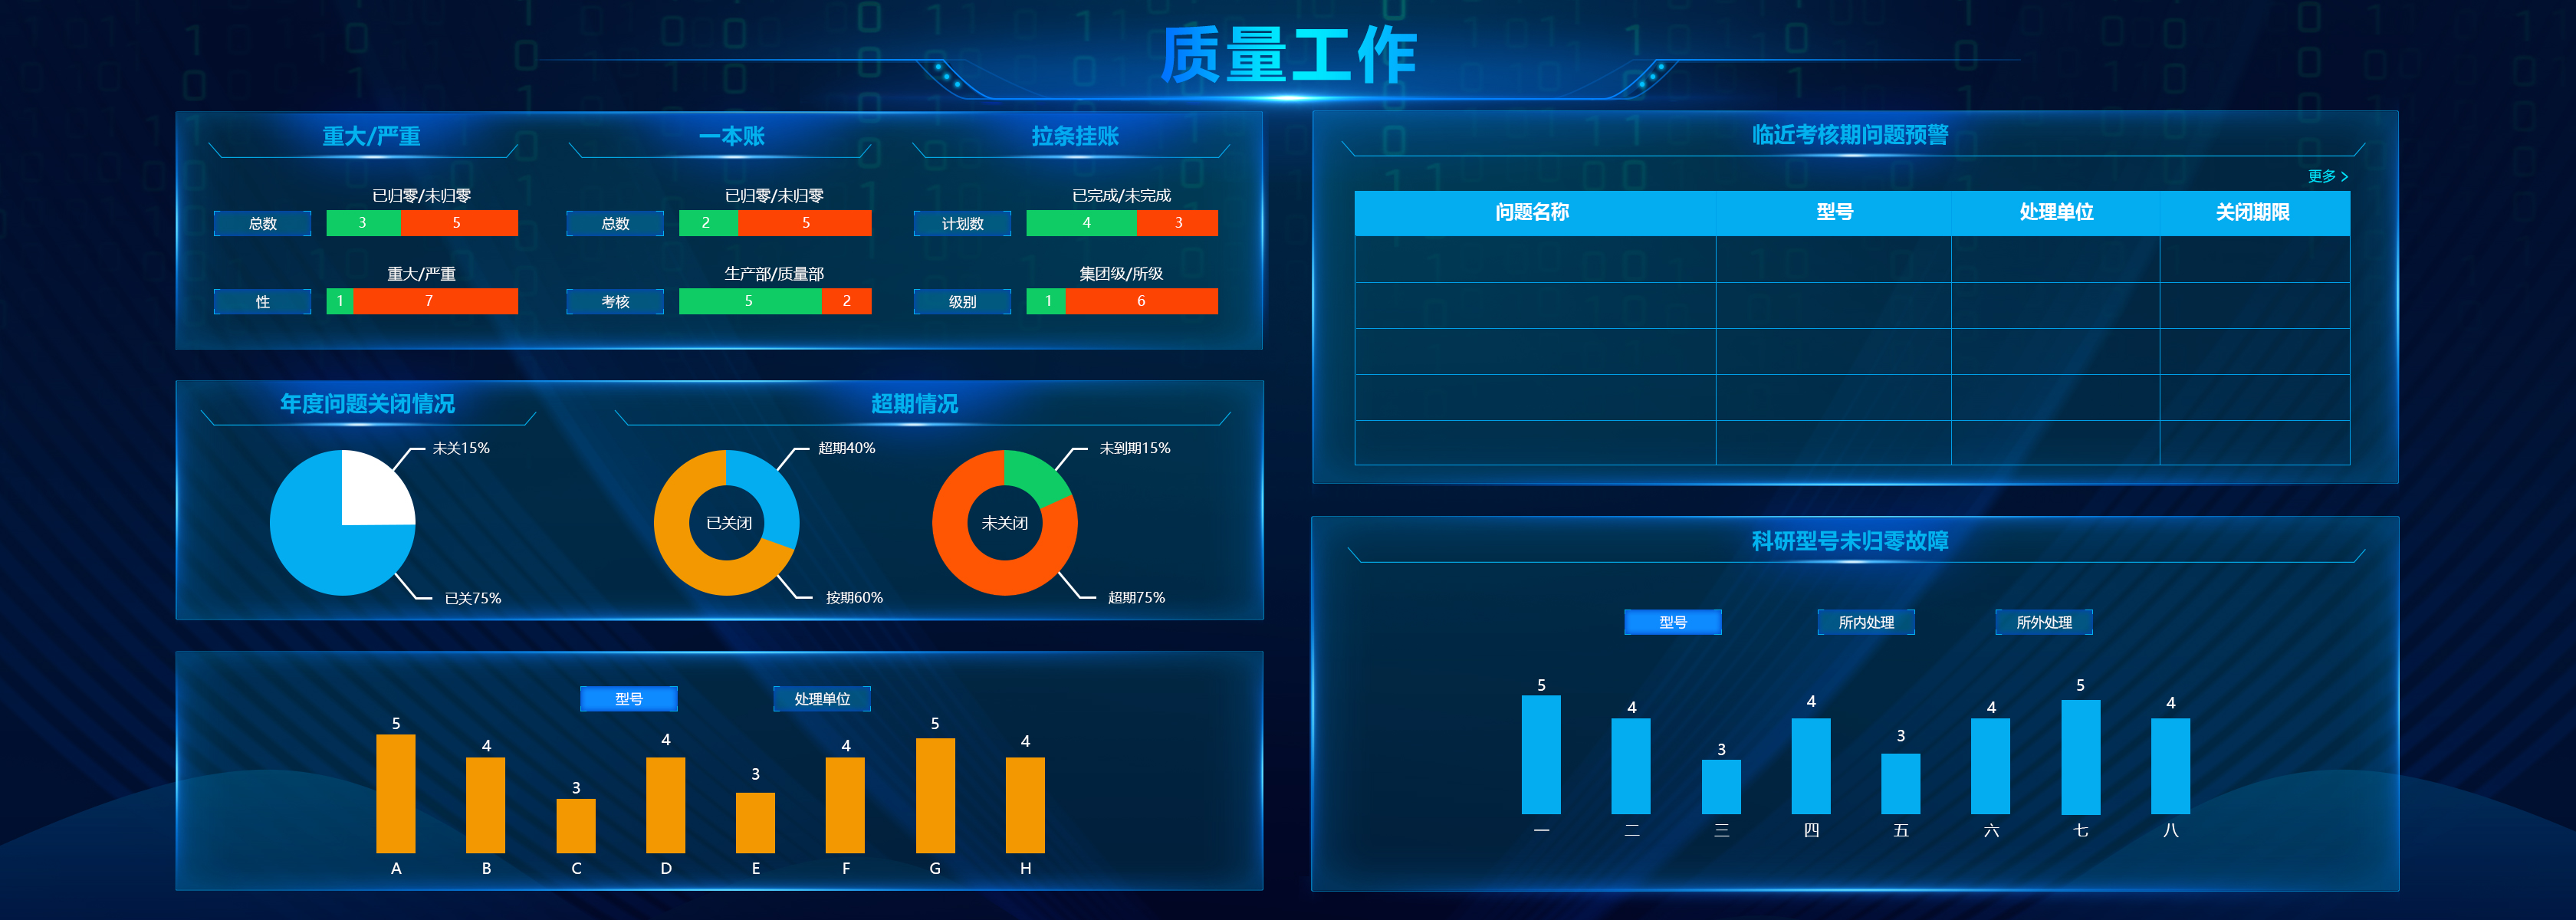 质量工作
重大/严重
一本账
拉条挂账
已归零/未归零
总数
3
5
重大/严重
性
1
7
已归零/未归零
总数
2
5
生产部/质量部
考核
5
2
已完成/未完成
计划数
4
3
集团级/所级
级别
1
6
年度问题关闭情况
未关15%
已关75%
超期情况
超期40%
已关闭
按期60%
未到期15%
未关闭
超期75%
型号
处理单位
5
4
3
4
3
4
5
4
A
B
C
D
E
F
G
H
临近考核期问题预警
更多 >
问题名称
型号
处理单位
关闭期限
科研型号未归零故障
型号
所内处理
所外处理
5
4
3
4
3
4
5
4
一
二
三
四
五
六
七
八